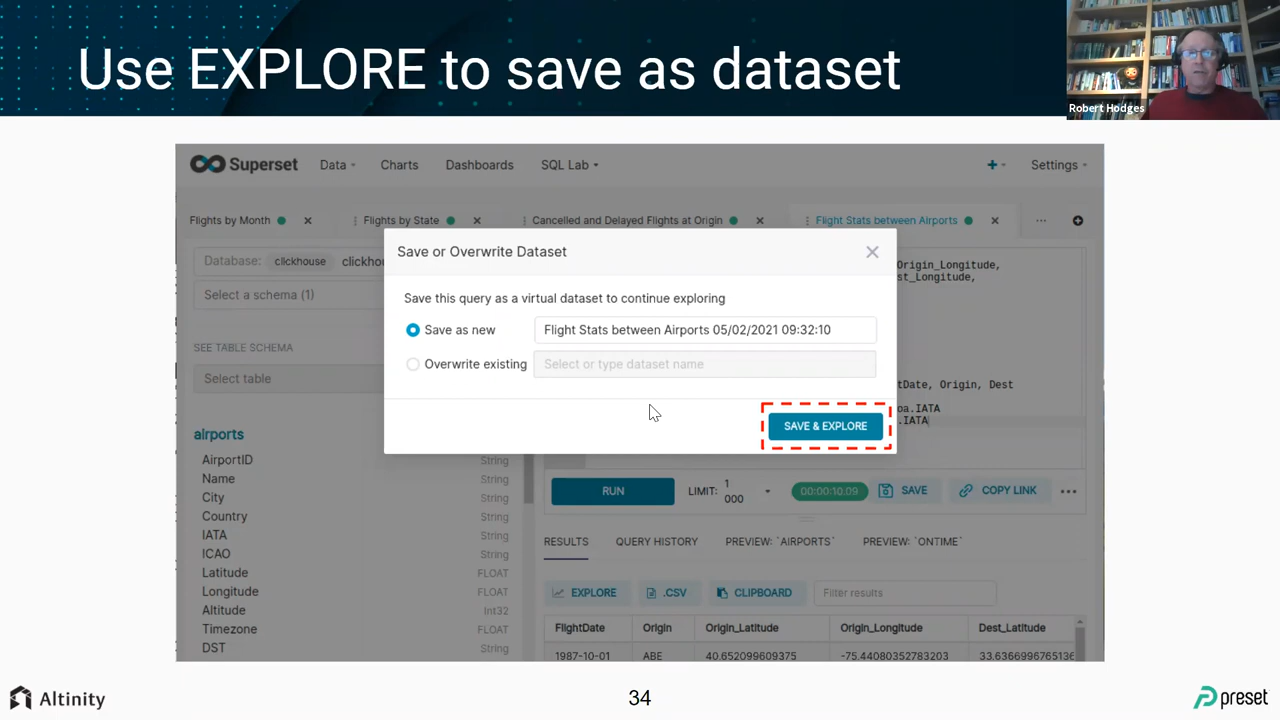 Use EXPLORE to save as dataset
Robert Hodges
Superset Data Charts Dashboards SQL Lab + Settings
Flights by Month Flights by State Cancelled and Delayed Flights at Origin Flight Stats between Airports ...
Database: clickhouse
Origin_Longitude,
Select a schema (1)
SEE TABLE SCHEMA
Select table
Save or Overwrite Dataset
Save this query as a virtual dataset to continue exploring
Save as new Flight Stats between Airports 05/02/2021 09:32:10
Overwrite existing Select or type dataset name
SAVE & EXPLORE
Origin, Dest
oa.IATA
.IATA
airports
AirportID String
Name String
City String
Country String
IATA String
ICAO String
Latitude FLOAT
Longitude FLOAT
Altitude Int32
Timezone FLOAT
DST String
RUN LIMIT: 1 000 00:00:10.09 SAVE COPY LINK ...
RESULTS QUERY HISTORY PREVIEW: `AIRPORTS` PREVIEW: `ONTIME`
EXPLORE .CSV CLIPBOARD Filter results
FlightDate Origin Origin_Latitude Origin_Longitude Dest_Latitude
1987-10-01 ABE 40.652099609375 -75.44080352783203
Altinity
34
preset